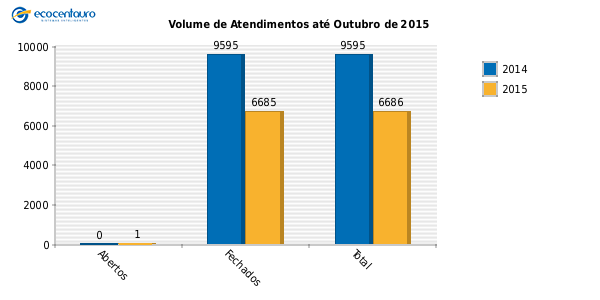 ecocentauro
Volume de Atendimentos até Outubro de 2015
10000
8000
6000
4000
2000
0
0
1
9595
6685
9595
6686
Abertos
Fechados
Total
2014
2015